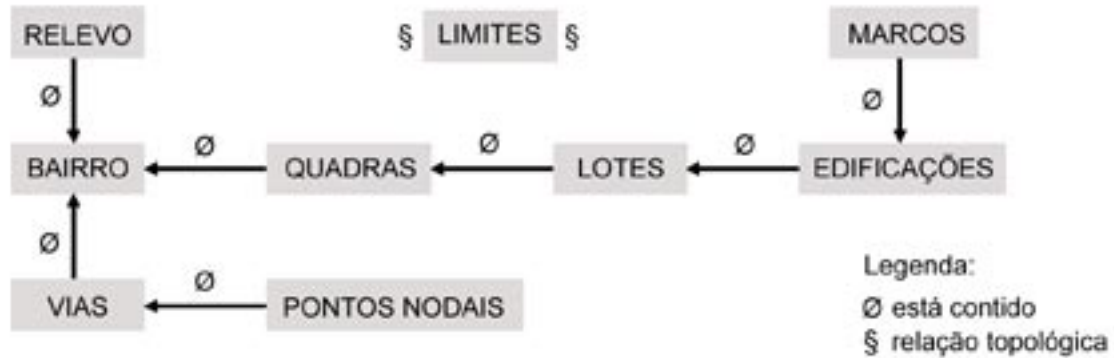 RELEVO
§ LIMITES §
MARCOS
Ø
Ø
BAIRRO
Ø
QUADRAS
Ø
LOTES
Ø
EDIFICAÇÕES
Ø
VIAS
Ø
PONTOS NODAIS
Legenda:
Ø está contido
§ relação topológica